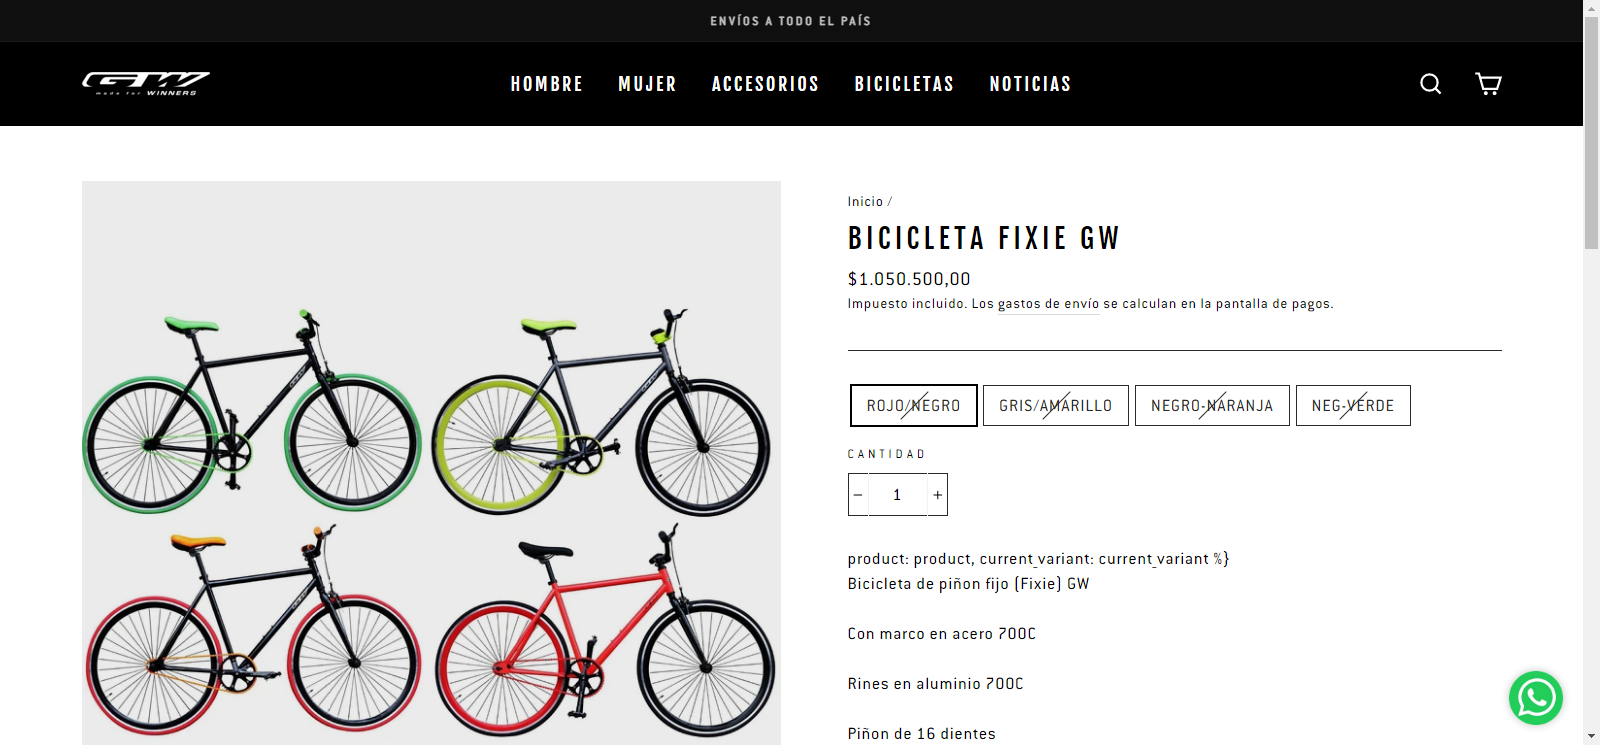 ENVÍOS A TODO EL PAÍS
GW
made for WINNERS
HOMBRE
MUJER
ACCESORIOS
BICICLETAS
NOTICIAS
Inicio /
BICICLETA FIXIE GW
$1.050.500,00
Impuesto incluido. Los gastos de envío se calculan en la pantalla de pagos.
ROJO/NEGRO
GRIS/AMARILLO
NEGRO-NARANJA
NEG-VERDE
CANTIDAD
− 1 +
product: product, current_variant: current_variant %}
Bicicleta de piñon fijo (Fixie) GW
Con marco en acero 700C
Rines en aluminio 700C
Piñon de 16 dientes